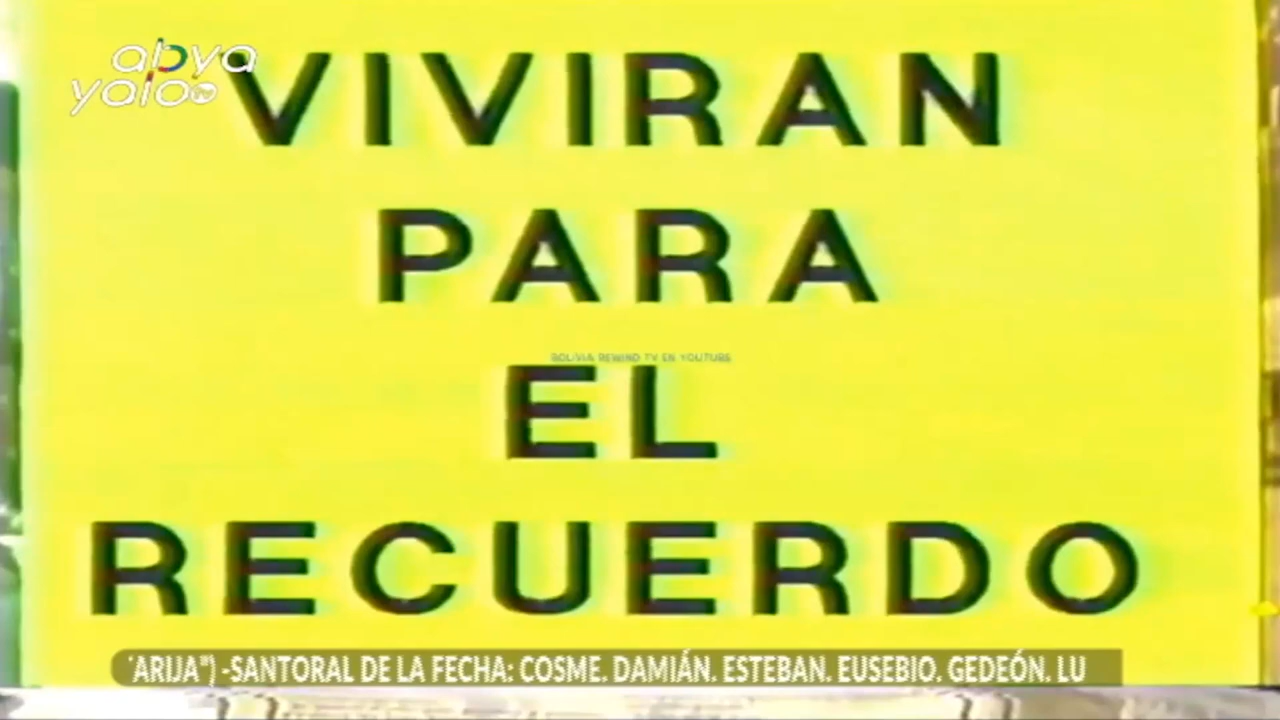 abya
yala tv
VIVIRAN
PARA
BOLIVIA REWIND TV EN YOUTUBE
EL
RECUERDO
ARIJA") -SANTORAL DE LA FECHA: COSME. DAMIÁN. ESTEBAN. EUSEBIO. GEDEÓN. LU